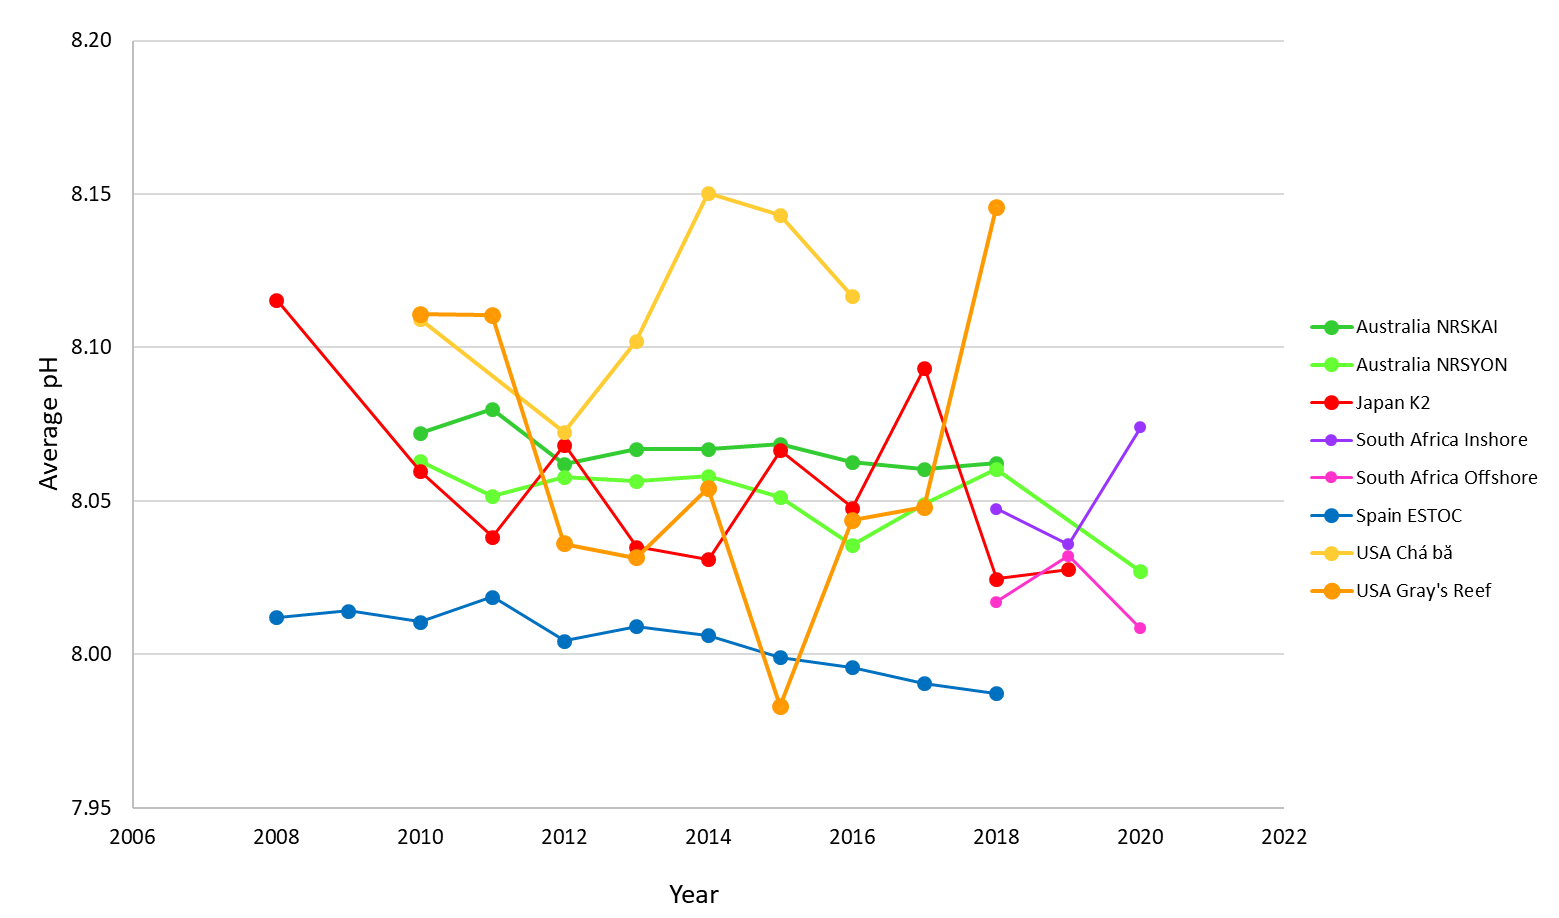 8.20
8.15
8.10
8.05
8.00
7.95
Average pH
2006 2008 2010 2012 2014 2016 2018 2020 2022
Year
Australia NRSKAI
Australia NRSYON
Japan K2
South Africa Inshore
South Africa Offshore
Spain ESTOC
USA Chá bă
USA Gray's Reef